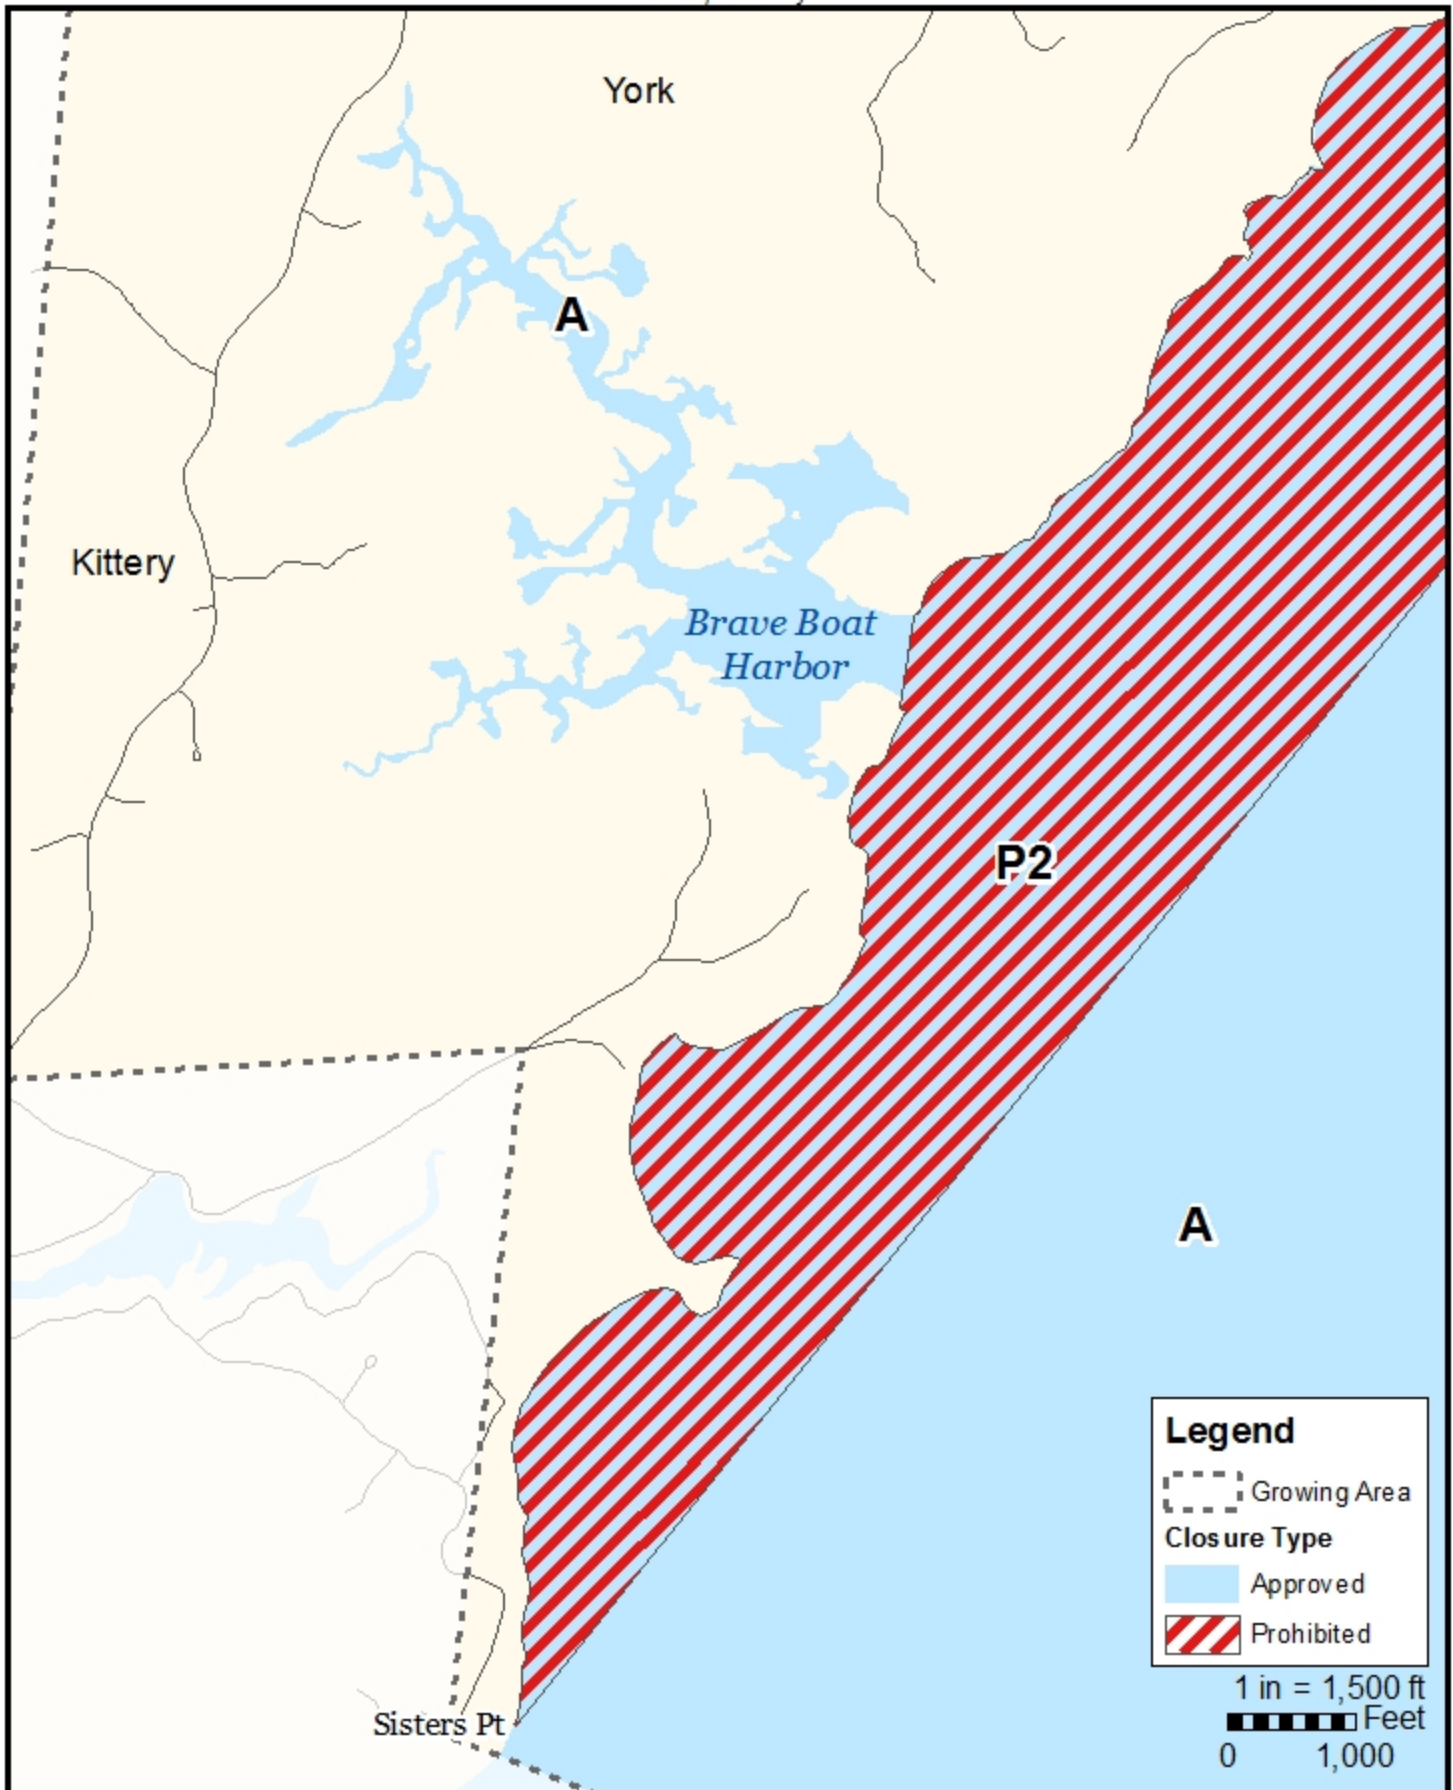 York
A
Kittery
Brave Boat
Harbor
P2
A
Legend
Growing Area
Closure Type
Approved
Prohibited
1 in = 1,500 ft
Feet
0 1,000
Sisters Pt